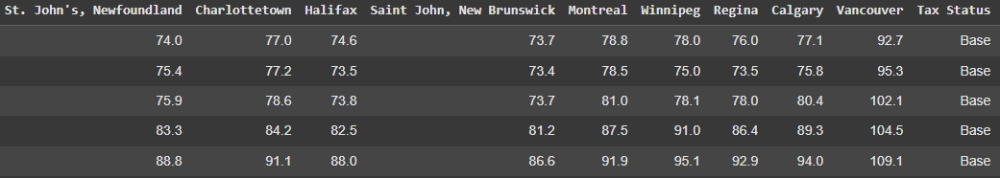 St. John's, Newfoundland Charlottetown Halifax Saint John, New Brunswick Montreal Winnipeg Regina Calgary Vancouver Tax Status
74.0 77.0 74.6 73.7 78.8 78.0 76.0 77.1 92.7 Base
75.4 77.2 73.5 73.4 78.5 75.0 73.5 75.8 95.3 Base
75.9 78.6 73.8 73.7 81.0 78.1 78.0 80.4 102.1 Base
83.3 84.2 82.5 81.2 87.5 91.0 86.4 89.3 104.5 Base
88.8 91.1 88.0 86.6 91.9 95.1 92.9 94.0 109.1 Base